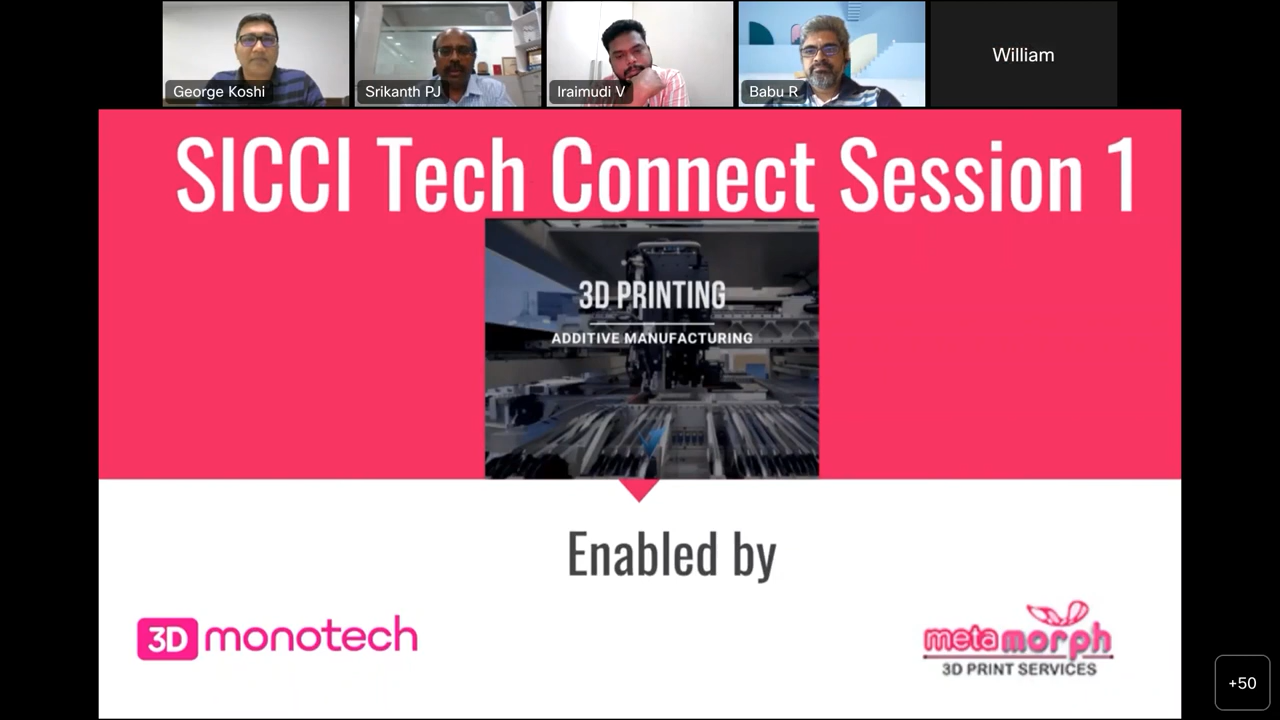 George Koshi
Srikanth PJ
Iraimudi V
Babu R
William
SICCI Tech Connect Session 1
3D PRINTING
ADDITIVE MANUFACTURING
Enabled by
3D monotech
metamorph
3D PRINT SERVICES
+50